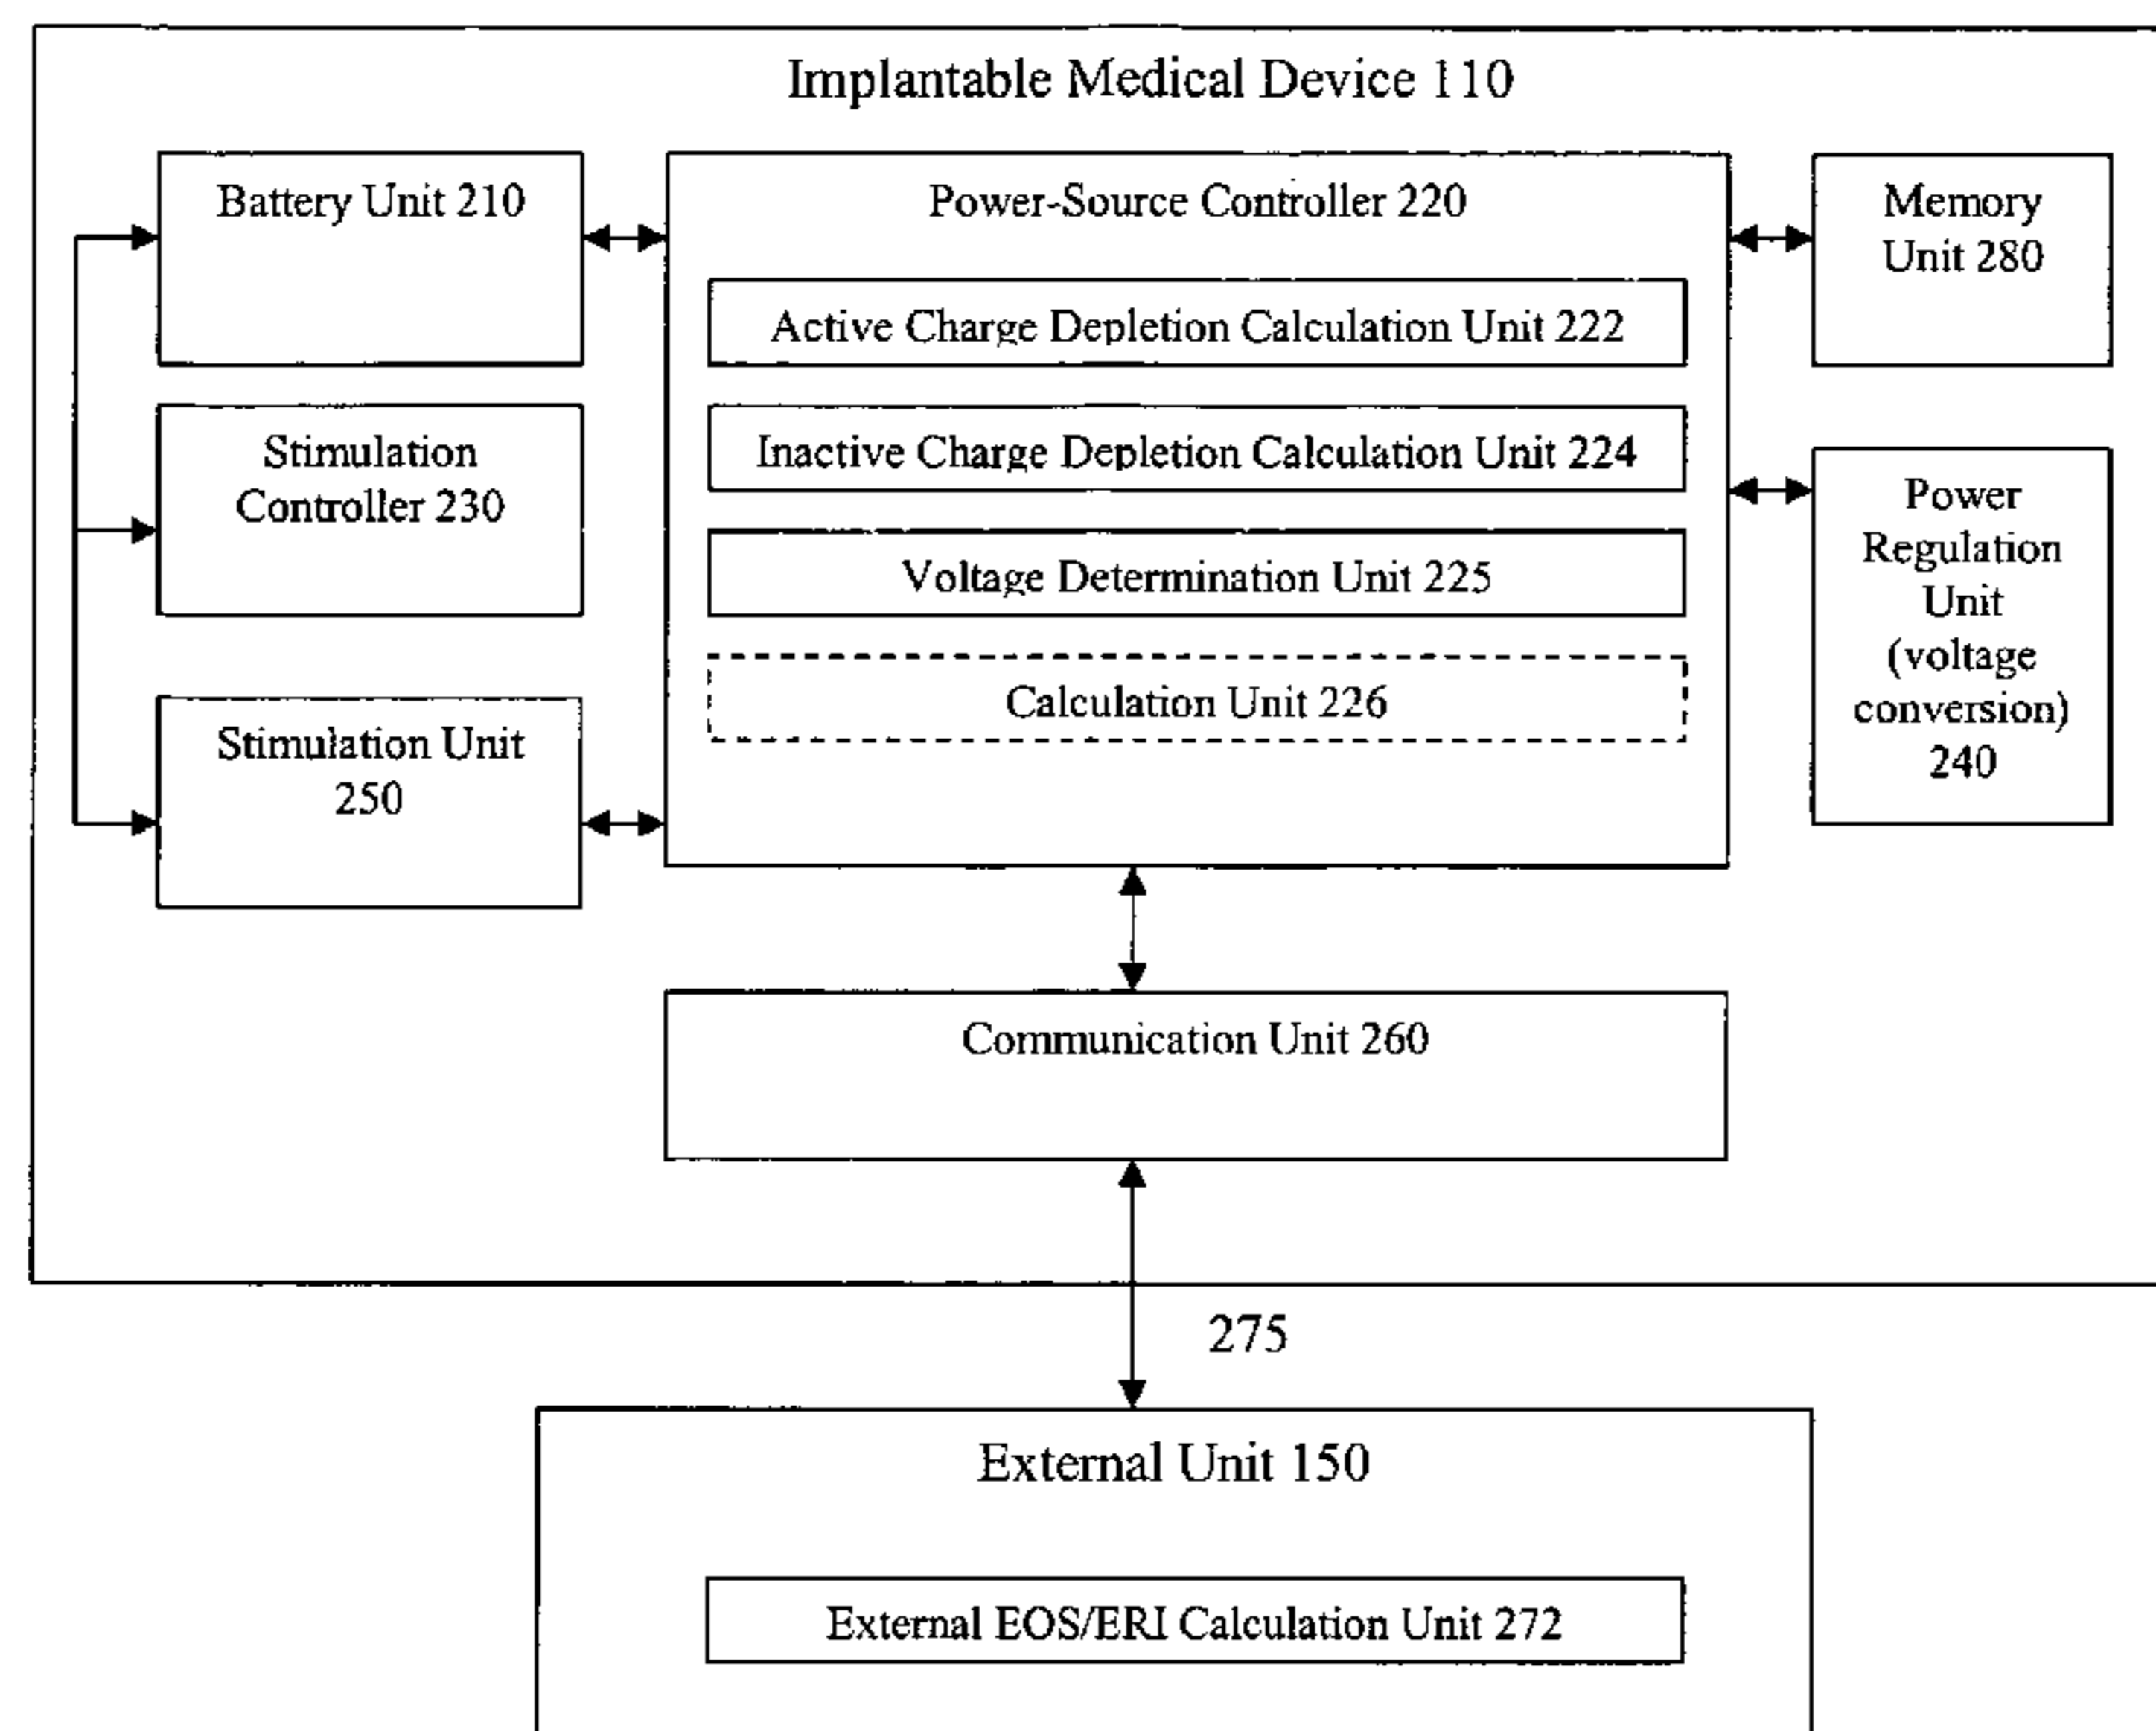 Implantable Medical Device 110
Battery Unit 210
Power-Source Controller 220
Memory
Unit 280
Active Charge Depletion Calculation Unit 222
Stimulation
Controller 230
Inactive Charge Depletion Calculation Unit 224
Power
Regulation
Unit
(voltage
conversion)
240
Voltage Determination Unit 225
Calculation Unit 226
Stimulation Unit
250
Communication Unit 260
275
External Unit 150
External EOS/ERI Calculation Unit 272